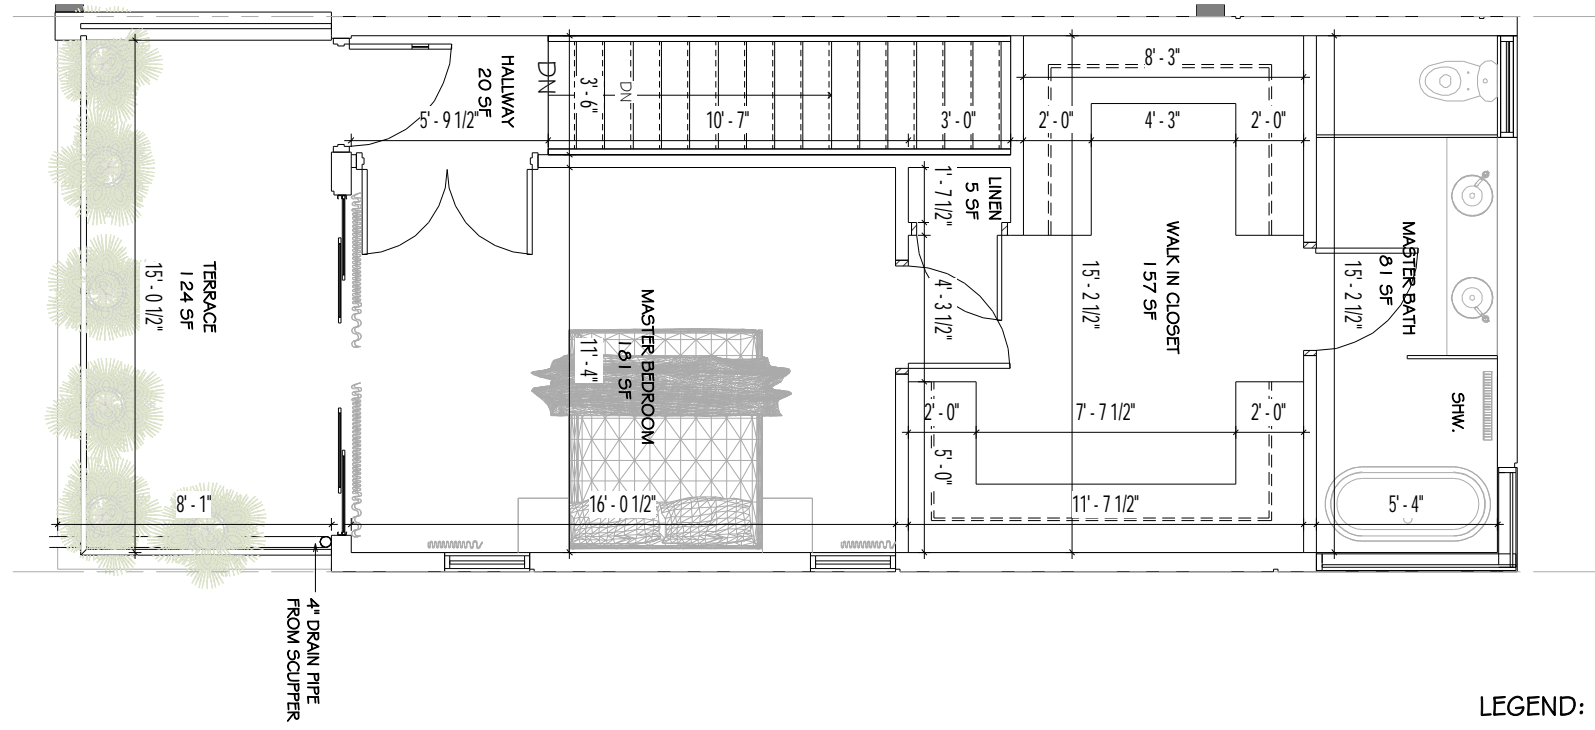 HALLWAY
20 SF
DN
3' - 6"
DN
5' - 9 1/2"
10' - 7"
3' - 0"
8' - 3"
2' - 0"
4' - 3"
2' - 0"
LINEN
5 SF
1' - 7 1/2"
TERRACE
124 SF
15' - 0 1/2"
MASTER BEDROOM
181 SF
11' - 4"
4' - 3 1/2"
WALK IN CLOSET
157 SF
15' - 2 1/2"
MASTER BATH
81 SF
15' - 2 1/2"
2' - 0"
7' - 7 1/2"
2' - 0"
SHW.
5' - 0"
8' - 1"
16' - 0 1/2"
11' - 7 1/2"
5' - 4"
4" DRAIN PIPE
FROM SCUPPER
LEGEND: